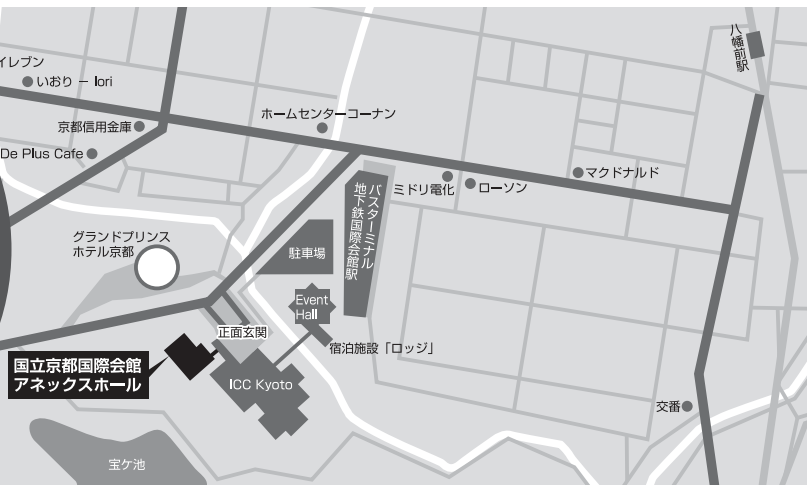 イレブン
いおり − Iori
京都信用金庫
De Plus Cafe
ホームセンターコーナン
八幡前駅
ミドリ電化
ローソン
マクドナルド
バスターミナル
地下鉄国際会館駅
駐車場
グランドプリンス
ホテル京都
Event
Hall
正面玄関
宿泊施設「ロッジ」
国立京都国際会館
アネックスホール
ICC Kyoto
交番
宝ケ池